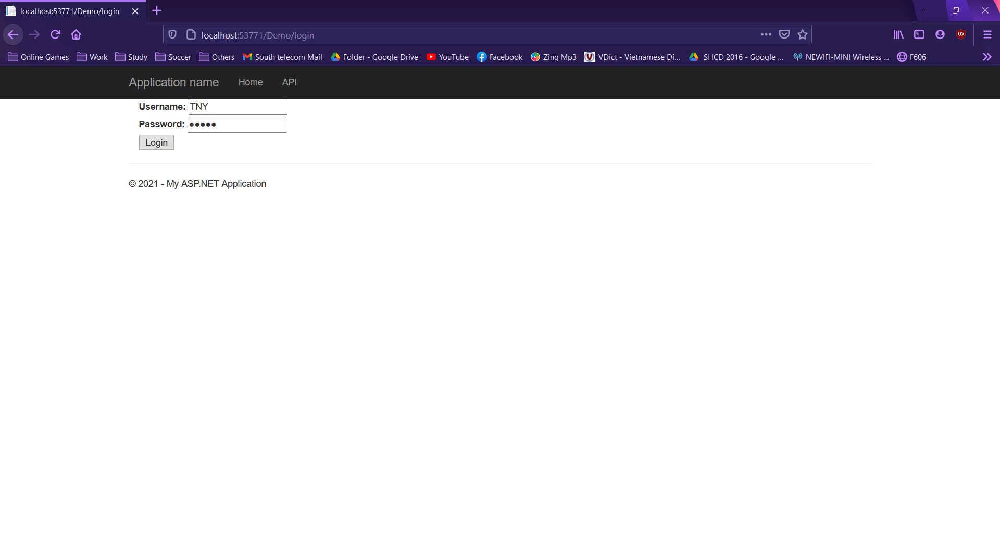 localhost:53771/Demo/login
localhost:53771/Demo/login
Online Games Work Study Soccer Others South telecom Mail Folder - Google Drive YouTube Facebook Zing Mp3 VDict - Vietnamese Di... SHCD 2016 - Google ... NEWIFI-MINI Wireless ... F606
Application name Home API
Username: TNY
Password: ●●●●●
Login
© 2021 - My ASP.NET Application